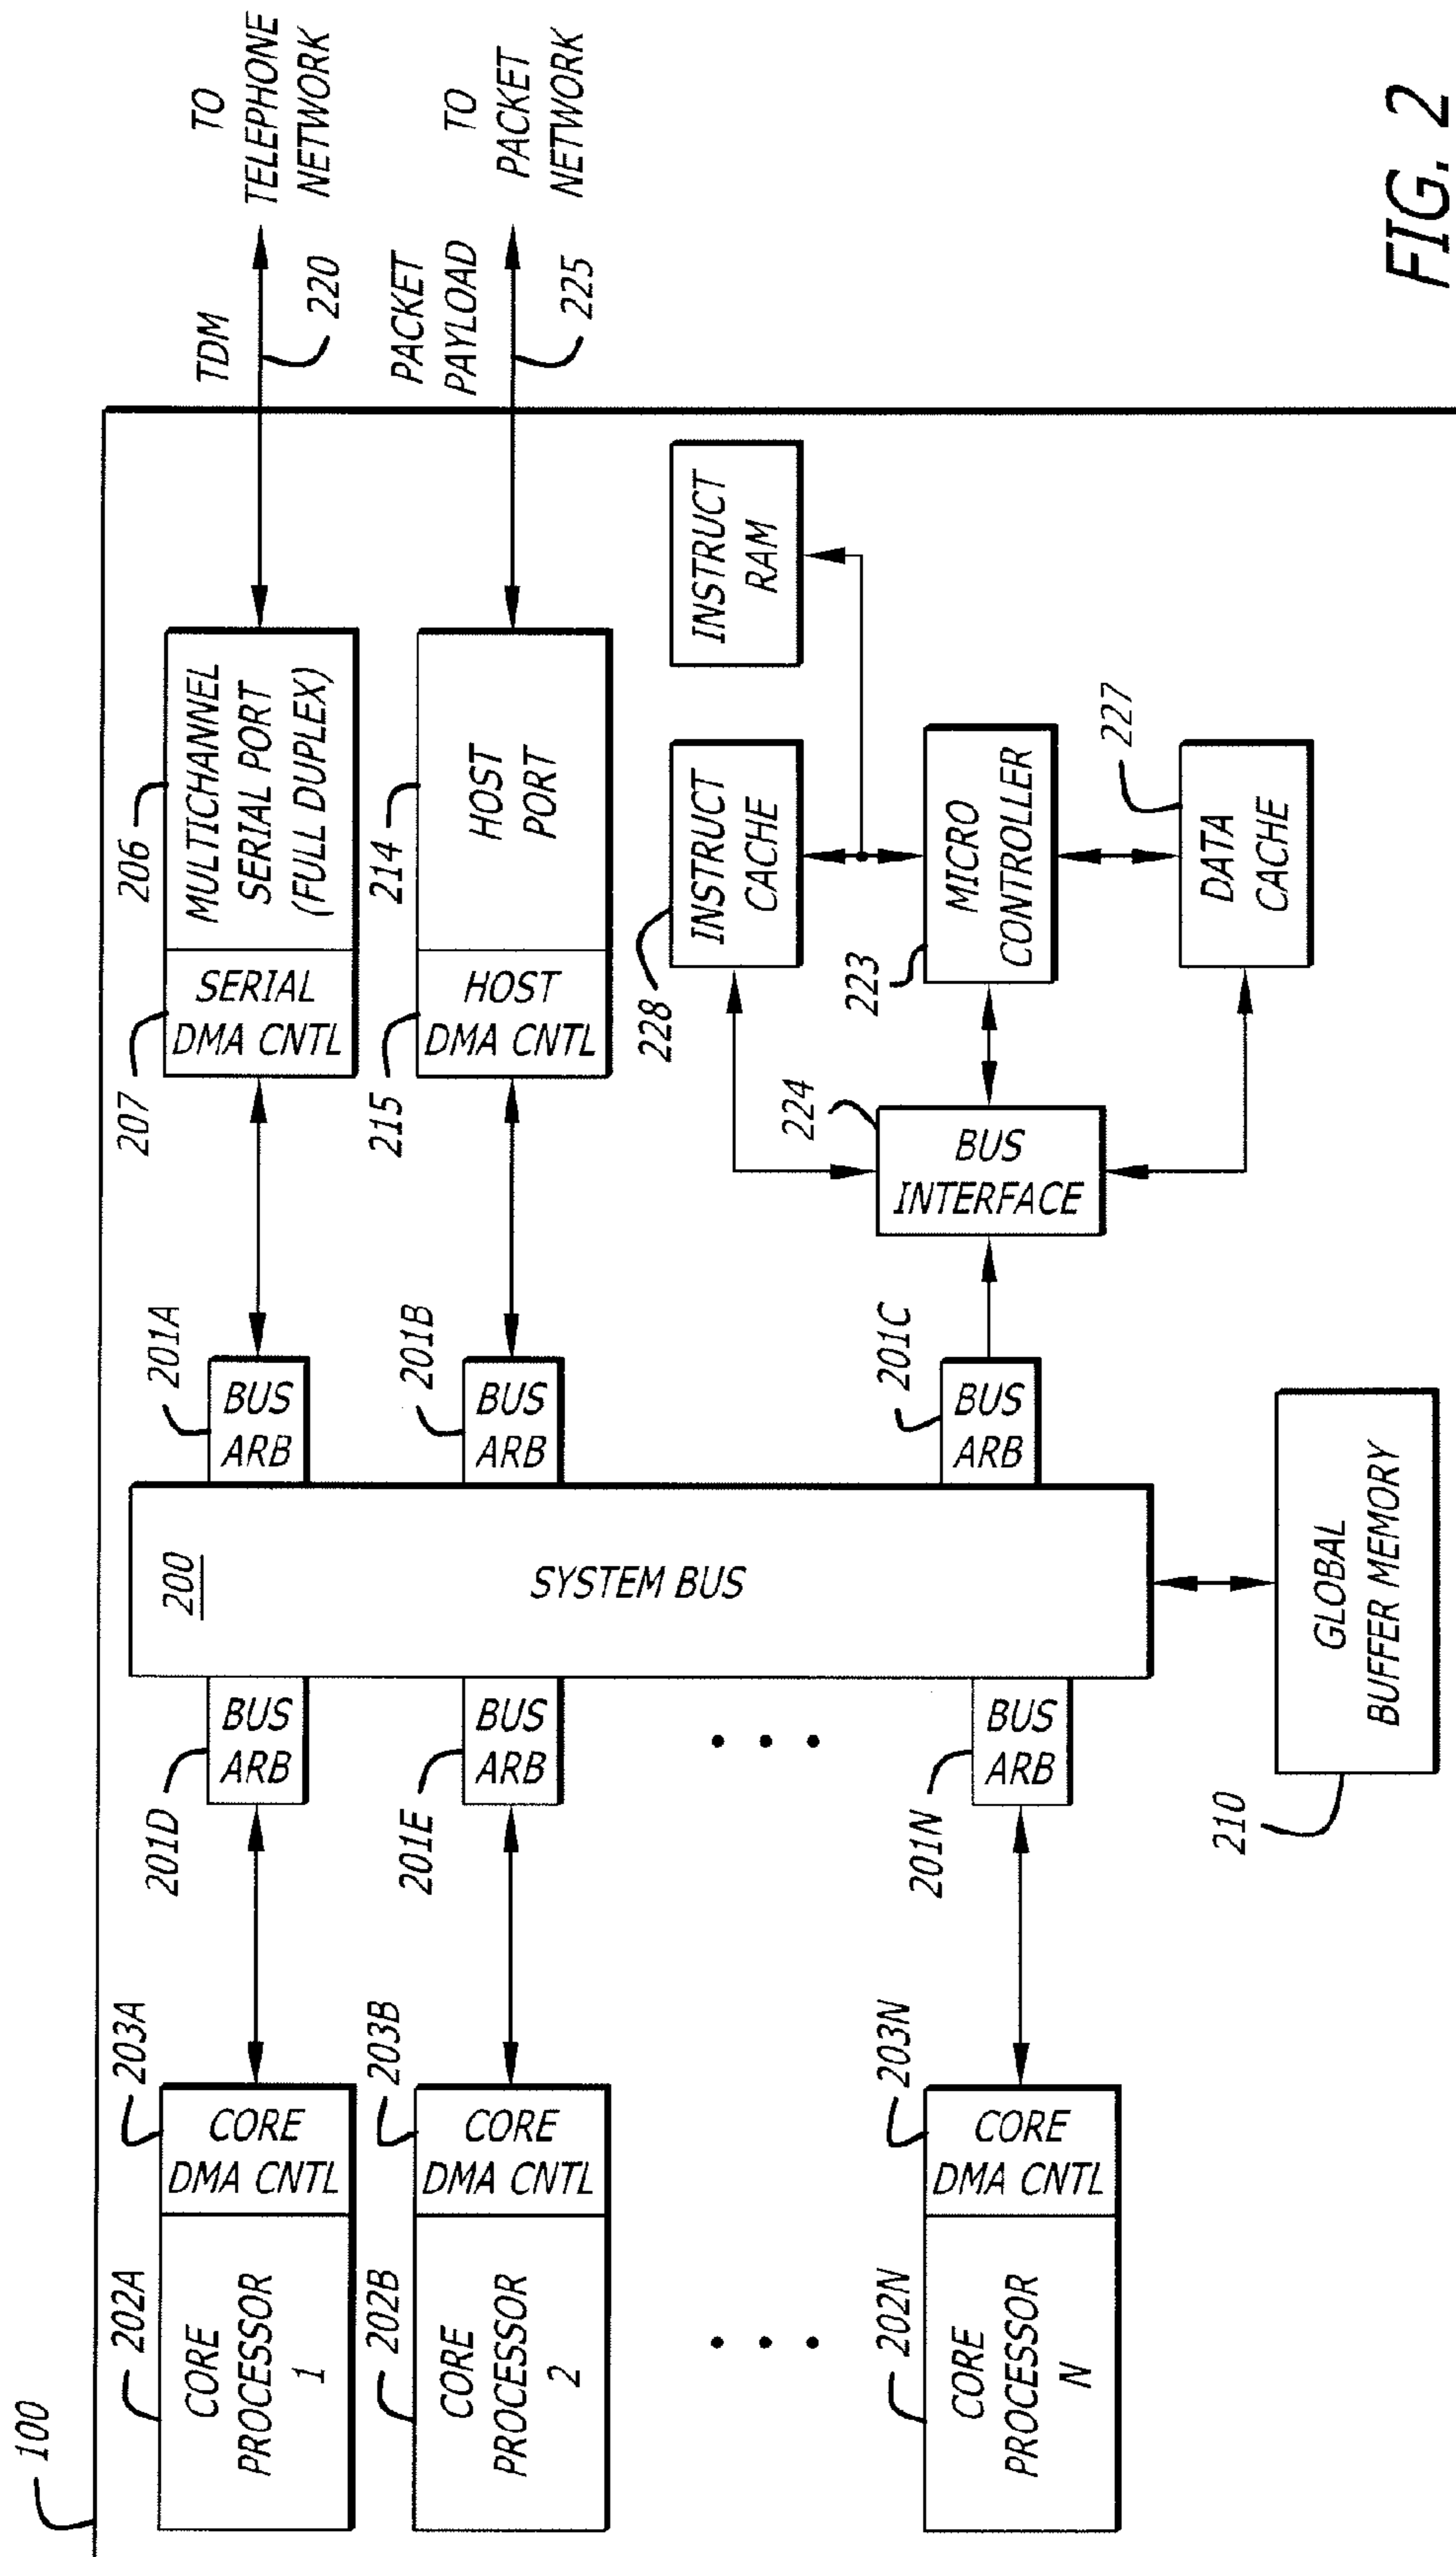 100
202A
CORE
PROCESSOR
1
203A
CORE
DMA CNTL
201D
BUS
ARB
200
SYSTEM BUS
201A
BUS
ARB
207
SERIAL
DMA CNTL
206
MULTICHANNEL
SERIAL PORT
(FULL DUPLEX)
TDM
220
TO
TELEPHONE
NETWORK
202B
CORE
PROCESSOR
2
203B
CORE
DMA CNTL
201E
BUS
ARB
201B
BUS
ARB
215
HOST
DMA CNTL
214
HOST
PORT
PACKET
PAYLOAD
225
TO
PACKET
NETWORK
202N
CORE
PROCESSOR
N
203N
CORE
DMA CNTL
201N
BUS
ARB
201C
BUS
ARB
224
BUS
INTERFACE
228
INSTRUCT
CACHE
INSTRUCT
RAM
223
MICRO
CONTROLLER
227
DATA
CACHE
210
GLOBAL
BUFFER MEMORY
FIG. 2